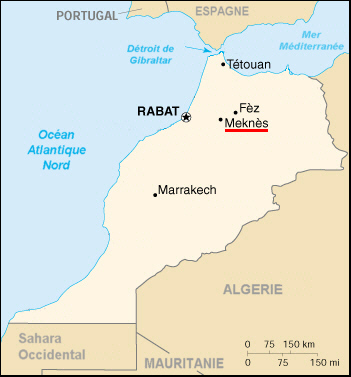 PORTUGAL
ESPAGNE
Mer
Méditerranée
Détroit de
Gibraltar
Tétouan
RABAT
Fèz
Meknès
Océan
Atlantique
Nord
Marrakech
ALGERIE
Sahara
Occidental
MAURITANIE
0 75 150 km
0 75 150 mi